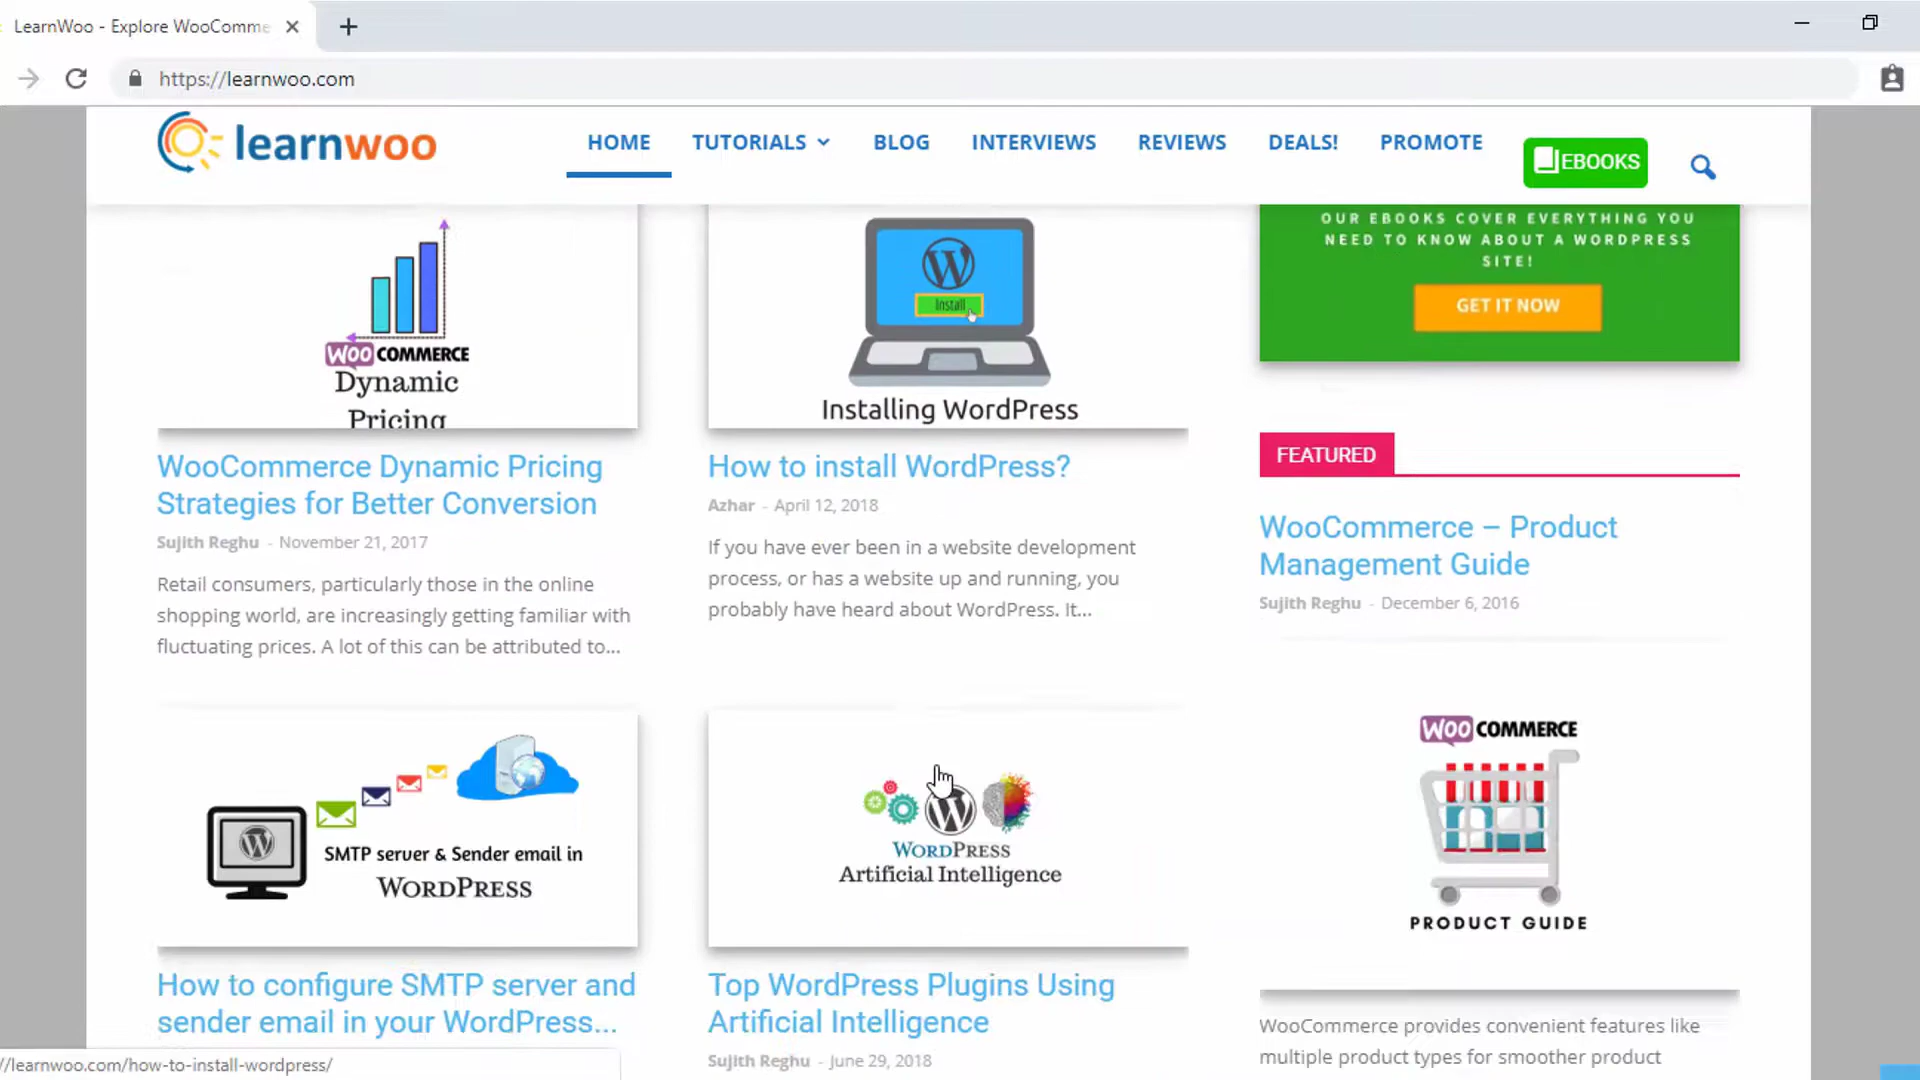 LearnWoo - Explore WooComme
https://learnwoo.com
learnwoo
HOME
TUTORIALS
BLOG
INTERVIEWS
REVIEWS
DEALS!
PROMOTE
EBOOKS
WOO COMMERCE
Dynamic
Pricing
WooCommerce Dynamic Pricing
Strategies for Better Conversion
Sujith Reghu - November 21, 2017
Retail consumers, particularly those in the online
shopping world, are increasingly getting familiar with
fluctuating prices. A lot of this can be attributed to...
Install
Installing WordPress
How to install WordPress?
Azhar - April 12, 2018
If you have ever been in a website development
process, or has a website up and running, you
probably have heard about WordPress. It...
OUR EBOOKS COVER EVERYTHING YOU
NEED TO KNOW ABOUT A WORDPRESS
SITE!
GET IT NOW
FEATURED
WooCommerce – Product
Management Guide
Sujith Reghu - December 6, 2016
SMTP server & Sender email in
WORDPRESS
How to configure SMTP server and
sender email in your WordPress...
WORDPRESS
Artificial Intelligence
Top WordPress Plugins Using
Artificial Intelligence
Sujith Reghu - June 29, 2018
WOO COMMERCE
PRODUCT GUIDE
WooCommerce provides convenient features like
multiple product types for smoother product
//learnwoo.com/how-to-install-wordpress/